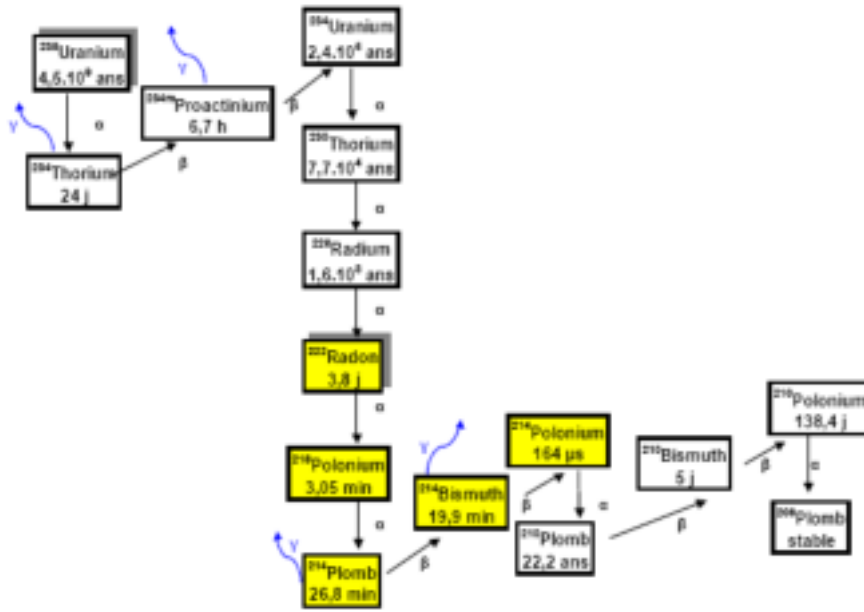 ²³⁸Uranium
4,5.10⁹ ans
α
γ
²³⁴Thorium
24 j
β
γ
²³⁴ᵐProactinium
6,7 h
β
²³⁴Uranium
2,4.10⁵ ans
α
²³⁰Thorium
7,7.10⁴ ans
α
²²⁶Radium
1,6.10³ ans
α
²²²Radon
3,8 j
α
²¹⁸Polonium
3,05 min
α
γ
²¹⁴Plomb
26,8 min
β
γ
²¹⁴Bismuth
19,9 min
β
²¹⁴Polonium
164 µs
α
²¹⁰Plomb
22,2 ans
β
²¹⁰Bismuth
5 j
β
²¹⁰Polonium
138,4 j
α
²⁰⁶Plomb
stable